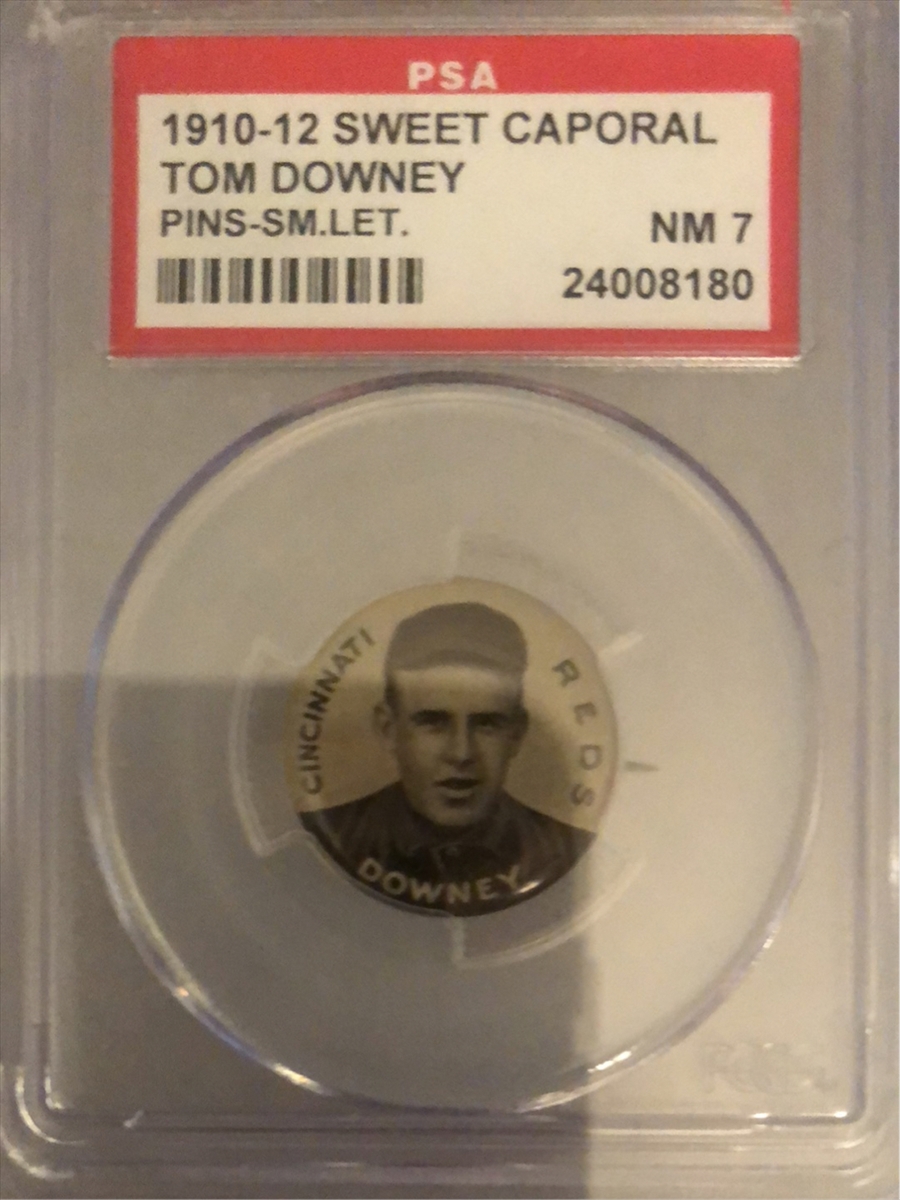 PSA
1910-12 SWEET CAPORAL
TOM DOWNEY
PINS-SM.LET.
NM 7
24008180
CINCINNATI
REDS
DOWNEY